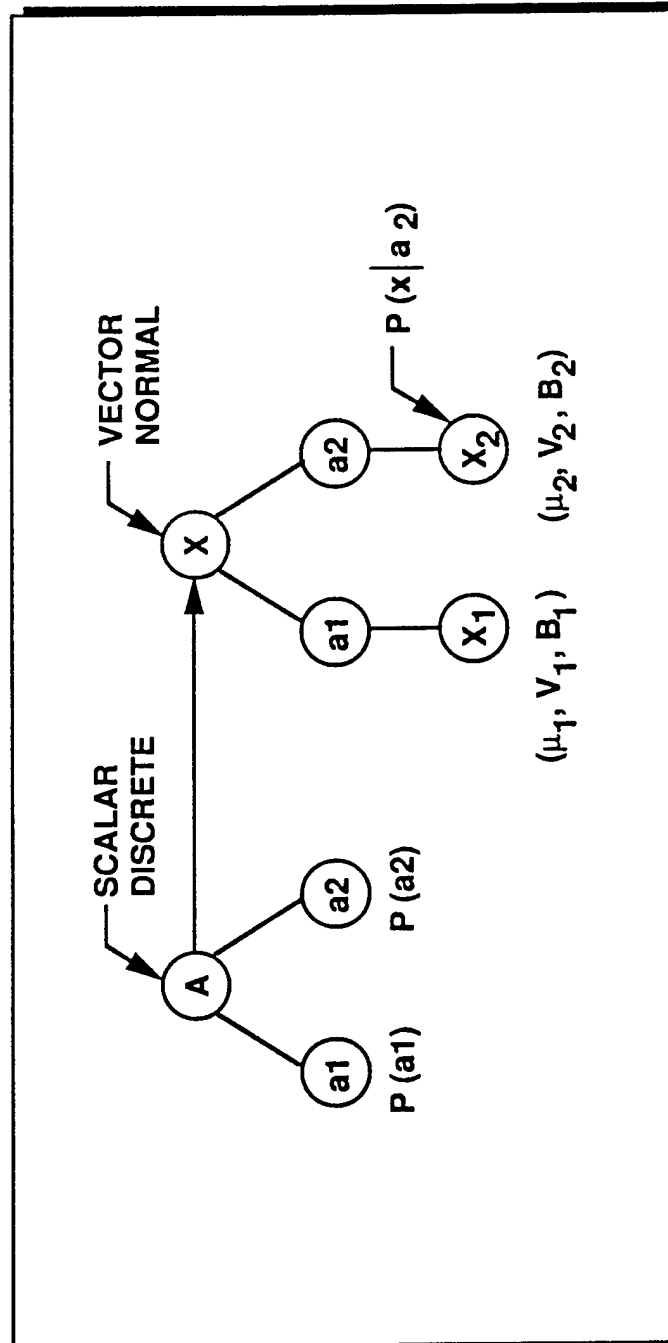 SCALAR
DISCRETE
VECTOR
NORMAL
A
X
a1
a2
a1
a2
P (x | a 2)
P (a1)
P (a2)
X1
X2
(μ1, V1, B1)
(μ2, V2, B2)